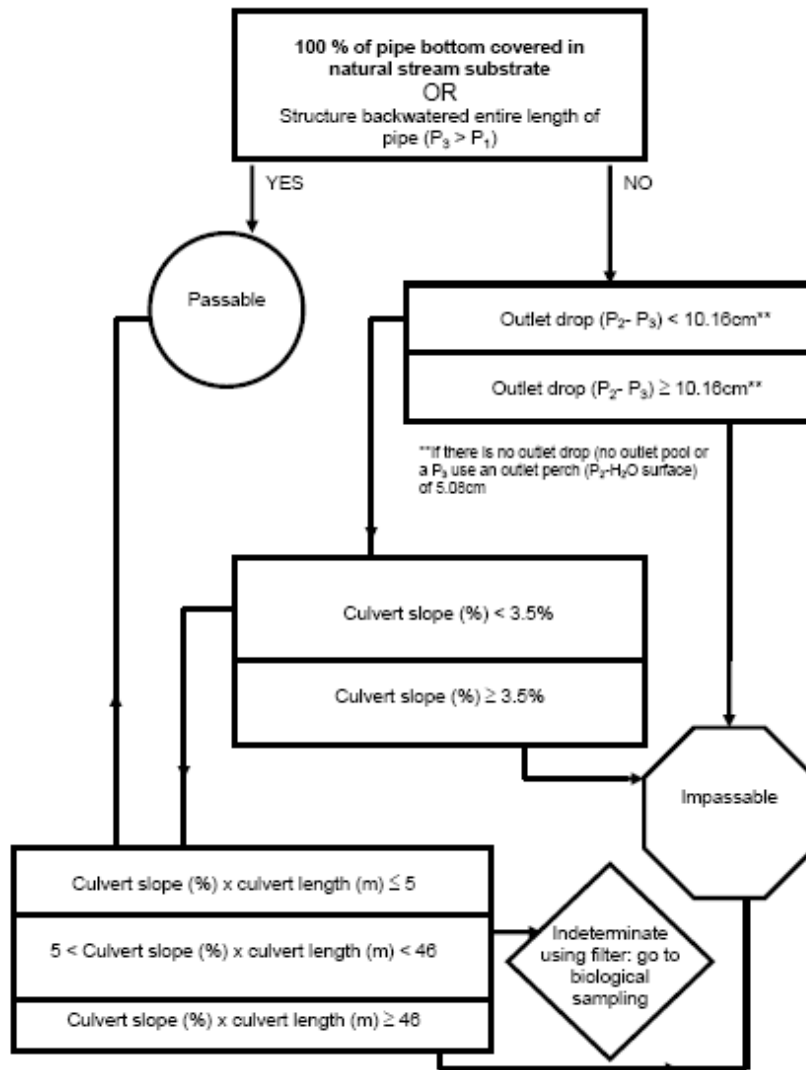 100 % of pipe bottom covered in
natural stream substrate
OR
Structure backwatered entire length of
pipe (P₃ > P₁)
YES
NO
Passable
Outlet drop (P₂- P₃) < 10.16cm**
Outlet drop (P₂- P₃) ≥ 10.16cm**
**If there is no outlet drop (no outlet pool or
a P₃ use an outlet perch (P₂-H₂O surface)
of 5.08cm
Culvert slope (%) < 3.5%
Culvert slope (%) ≥ 3.5%
Impassable
Culvert slope (%) x culvert length (m) ≤ 5
5 < Culvert slope (%) x culvert length (m) < 46
Culvert slope (%) x culvert length (m) ≥ 46
Indeterminate
using filter: go to
biological
sampling